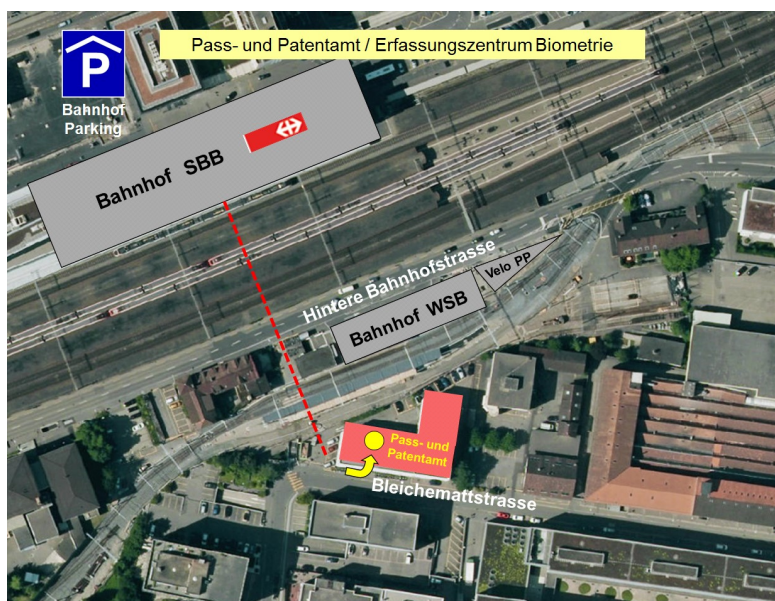 Pass- und Patentamt / Erfassungszentrum Biometrie
P
Bahnhof
Parking
Bahnhof SBB
Hintere Bahnhofstrasse
Velo PP
Bahnhof WSB
Pass- und
Patentamt
Bleichemattstrasse